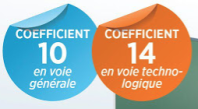 COEFFICIENT
10
en voie
générale
COEFFICIENT
14
en voie techno-
logique